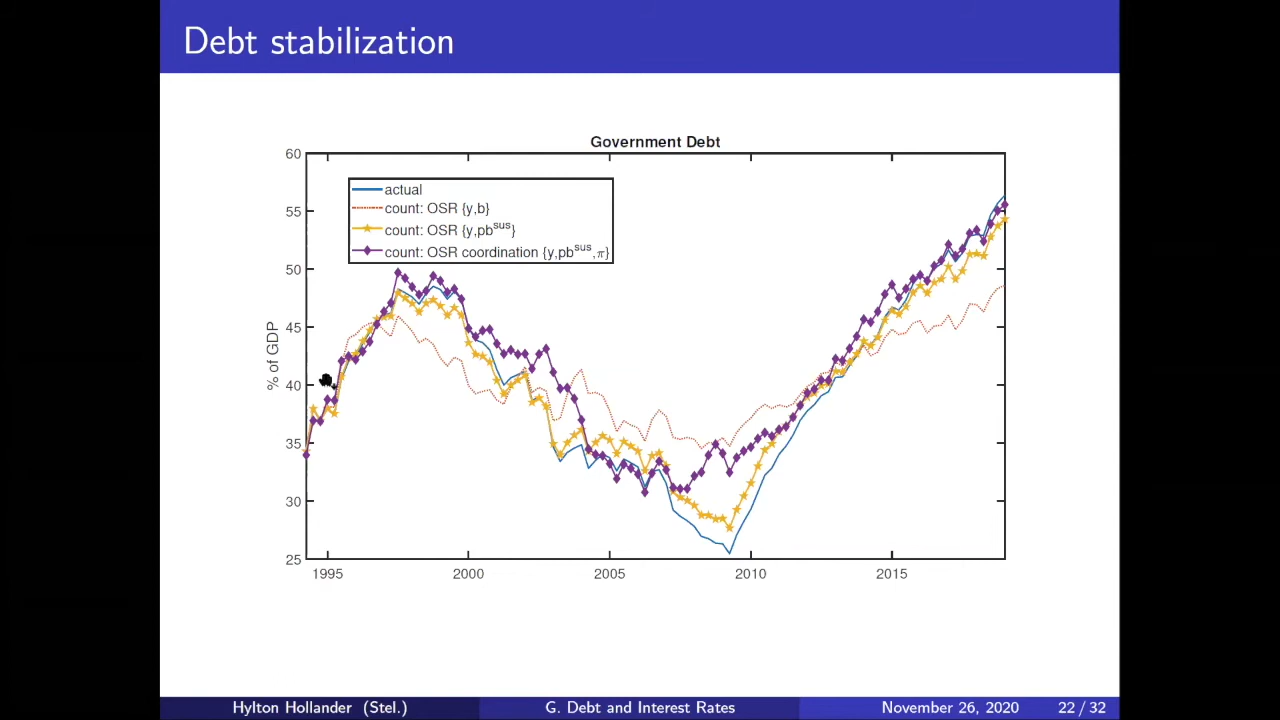 Debt stabilization
Government Debt
60
55
50
45
40
35
30
25
% of GDP
actual
count: OSR {y,b}
count: OSR {y,pb^sus}
count: OSR coordination {y,pb^sus,π}
1995 2000 2005 2010 2015
Hylton Hollander (Stel.) G. Debt and Interest Rates November 26, 2020 22 / 32